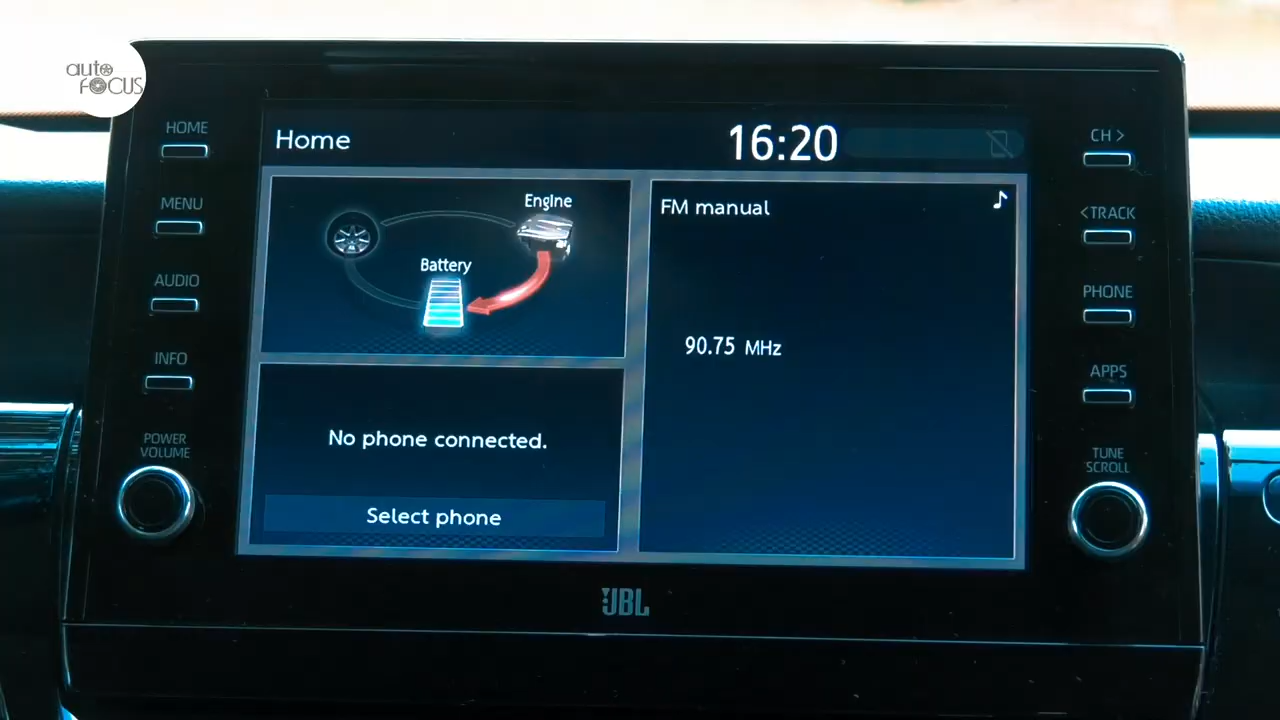 auto
FOCUS
HOME
MENU
AUDIO
INFO
POWER
VOLUME
Home
16:20
Engine
Battery
No phone connected.
Select phone
FM manual
90.75 MHz
CH >
<TRACK
PHONE
APPS
TUNE
SCROLL
JBL